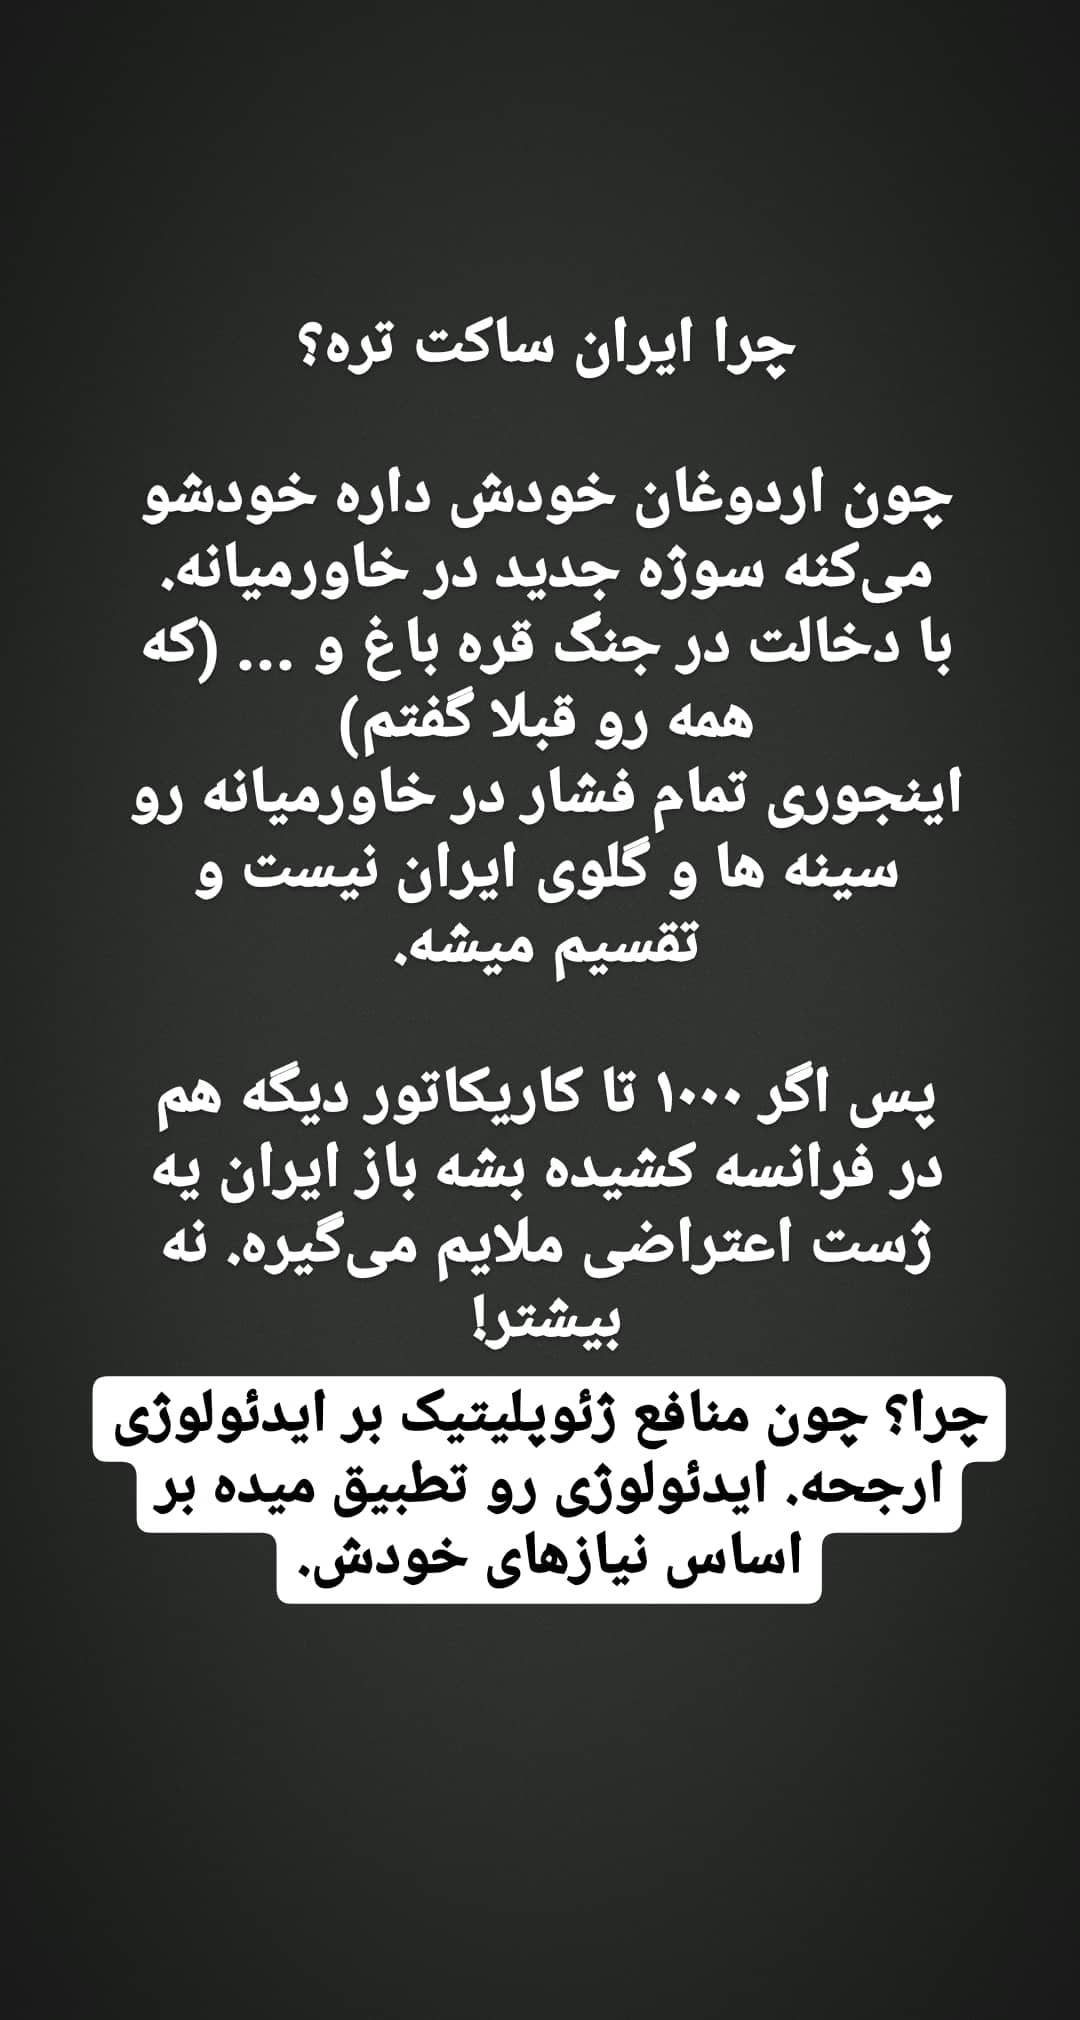 چرا ایران ساکت تره؟
چون اردوغان خودش داره خودشو
می‌کنه سوژه جدید در خاورمیانه.
با دخالت در جنگ قره باغ و ... (که
همه رو قبلا گفتم)
اینجوری تمام فشار در خاورمیانه رو
سینه ها و گلوی ایران نیست و
تقسیم میشه.
پس اگر ۱۰۰۰ تا کاریکاتور دیگه هم
در فرانسه کشیده بشه باز ایران یه
ژست اعتراضی ملایم می‌گیره. نه
بیشتر!
چرا؟ چون منافع ژئوپلیتیک بر ایدئولوژی
ارجحه. ایدئولوژی رو تطبیق میده بر
اساس نیازهای خودش.